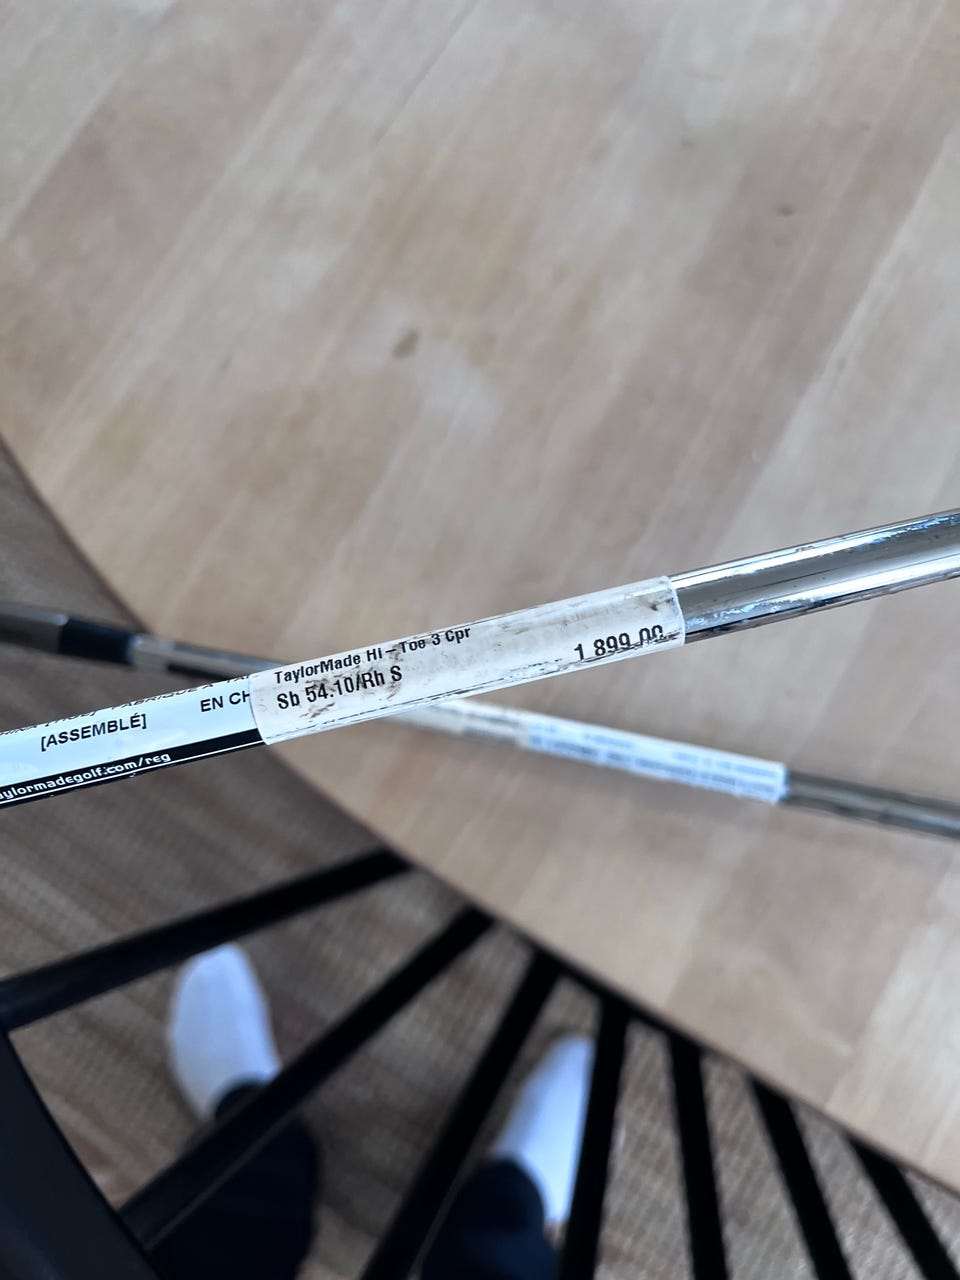 TaylorMade Hi-Toe 3 Cpr
Sb 54.10/Rh S
1 899.00
EN CH
[ASSEMBLÉ]
aylormadegolf.com/reg